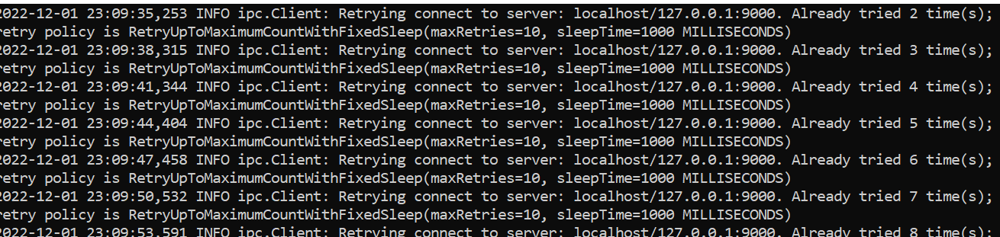 2022-12-01 23:09:35,253 INFO ipc.Client: Retrying connect to server: localhost/127.0.0.1:9000. Already tried 2 time(s);
retry policy is RetryUpToMaximumCountWithFixedSleep(maxRetries=10, sleepTime=1000 MILLISECONDS)
2022-12-01 23:09:38,315 INFO ipc.Client: Retrying connect to server: localhost/127.0.0.1:9000. Already tried 3 time(s);
retry policy is RetryUpToMaximumCountWithFixedSleep(maxRetries=10, sleepTime=1000 MILLISECONDS)
2022-12-01 23:09:41,344 INFO ipc.Client: Retrying connect to server: localhost/127.0.0.1:9000. Already tried 4 time(s);
retry policy is RetryUpToMaximumCountWithFixedSleep(maxRetries=10, sleepTime=1000 MILLISECONDS)
2022-12-01 23:09:44,404 INFO ipc.Client: Retrying connect to server: localhost/127.0.0.1:9000. Already tried 5 time(s);
retry policy is RetryUpToMaximumCountWithFixedSleep(maxRetries=10, sleepTime=1000 MILLISECONDS)
2022-12-01 23:09:47,458 INFO ipc.Client: Retrying connect to server: localhost/127.0.0.1:9000. Already tried 6 time(s);
retry policy is RetryUpToMaximumCountWithFixedSleep(maxRetries=10, sleepTime=1000 MILLISECONDS)
2022-12-01 23:09:50,532 INFO ipc.Client: Retrying connect to server: localhost/127.0.0.1:9000. Already tried 7 time(s);
retry policy is RetryUpToMaximumCountWithFixedSleep(maxRetries=10, sleepTime=1000 MILLISECONDS)
2022-12-01 23:09:53,591 INFO ipc.Client: Retrying connect to server: localhost/127.0.0.1:9000. Already tried 8 time(s);